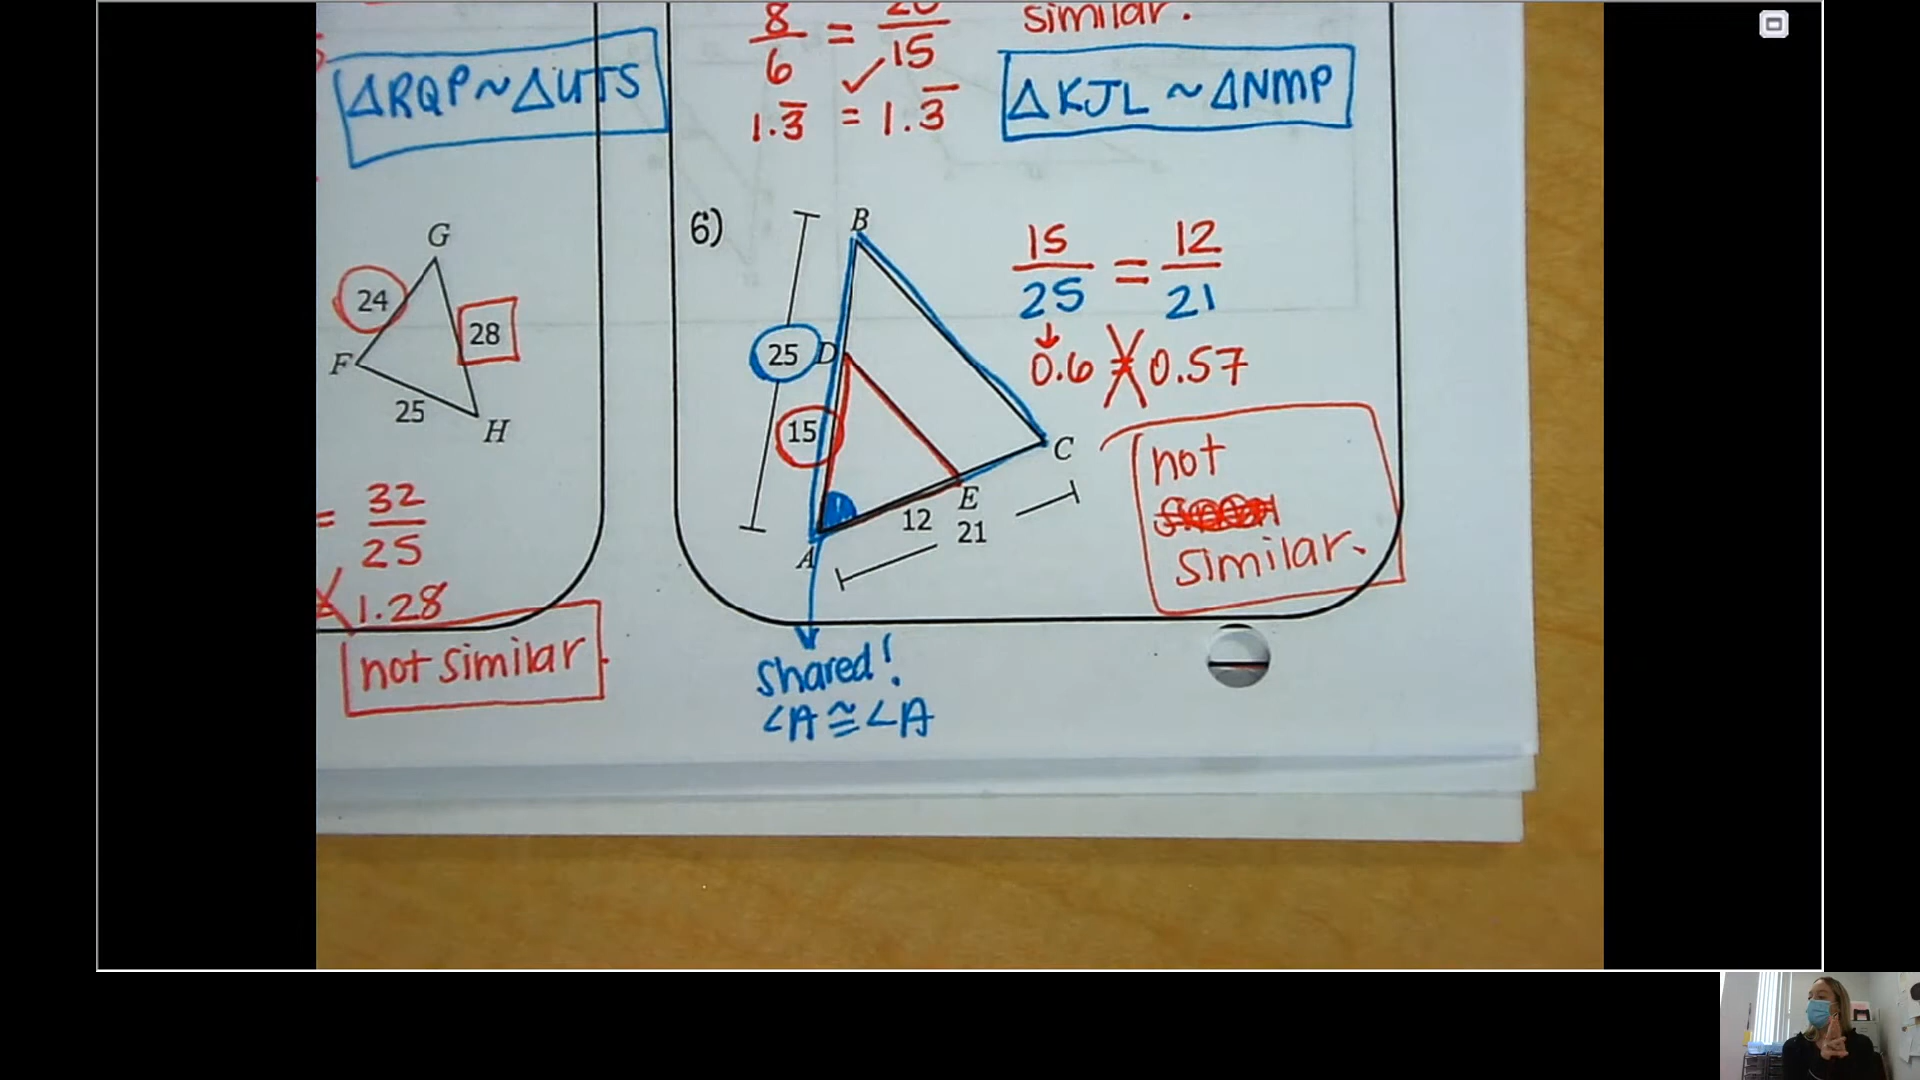 ΔRQP~ΔUTS
G
24
28
F
25
H
= 32
25
1.28
not similar
8 = 20
6 15
1.3̅ = 1.3̅
similar.
ΔKJL ~ ΔNMP
6)
B
25 D
15
C
E
12
21
A
15 = 12
25 21
0.6 0.57
not
similar.
Shared!
∠A≅∠A